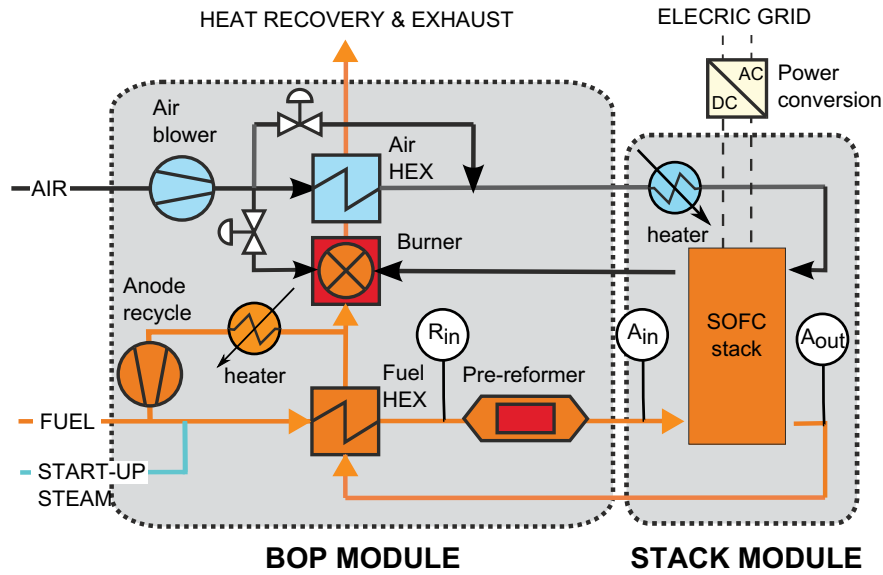 HEAT RECOVERY & EXHAUST
ELECRIC GRID
AC
DC
Power
conversion
Air
blower
Air
HEX
AIR
heater
Burner
Anode
recycle
SOFC
stack
Rin
Ain
Aout
heater
Fuel
HEX
Pre-reformer
FUEL
START-UP
STEAM
BOP MODULE
STACK MODULE